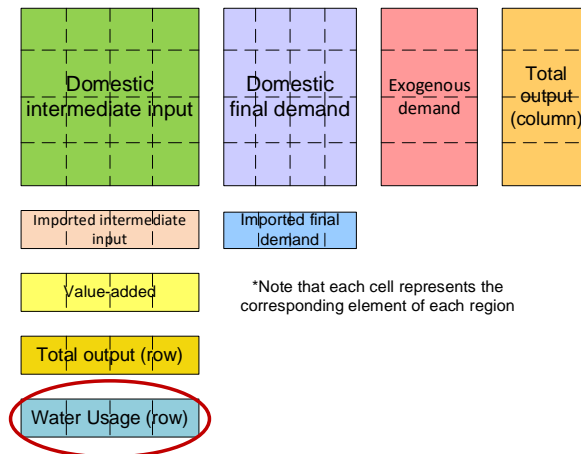 Domestic
intermediate input
Domestic
final demand
Exogenous
demand
Total
output
(column)
Imported intermediate
input
Imported final
demand
Value-added
*Note that each cell represents the
corresponding element of each region
Total output (row)
Water Usage (row)